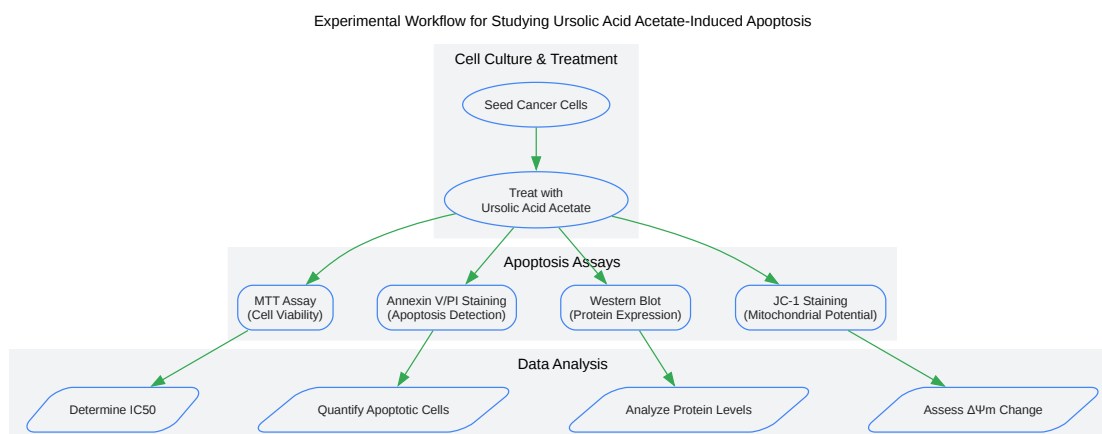 Experimental Workflow for Studying Ursolic Acid Acetate-Induced Apoptosis
Cell Culture & Treatment
Seed Cancer Cells
Treat with
Ursolic Acid Acetate
Apoptosis Assays
MTT Assay
(Cell Viability)
Annexin V/PI Staining
(Apoptosis Detection)
Western Blot
(Protein Expression)
JC-1 Staining
(Mitochondrial Potential)
Data Analysis
Determine IC50
Quantify Apoptotic Cells
Analyze Protein Levels
Assess ΔΨm Change